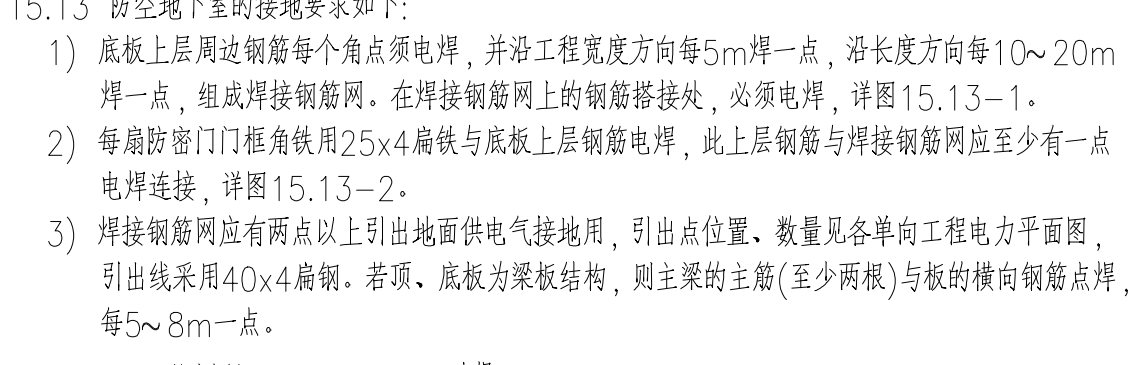 15.13 防空地下室的接地要求如下:
1) 底板上层周边钢筋每个角点须电焊, 并沿工程宽度方向每5m焊一点, 沿长度方向每10~20m
焊一点, 组成焊接钢筋网。在焊接钢筋网上的钢筋搭接处, 必须电焊, 详图15.13-1。
2) 每扇防密门门框角铁用25x4扁铁与底板上层钢筋电焊, 此上层钢筋与焊接钢筋网应至少有一点
电焊连接, 详图15.13-2。
3) 焊接钢筋网应有两点以上引出地面供电气接地用, 引出点位置、数量见各单向工程电力平面图,
引出线采用40x4扁钢。若顶、底板为梁板结构, 则主梁的主筋(至少两根)与板的横向钢筋点焊,
每5~8m一点。